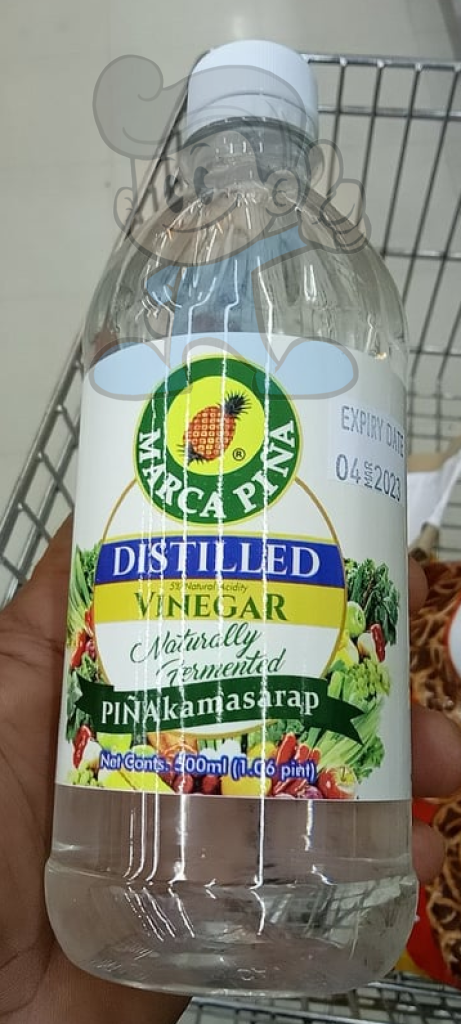 MARCA PIÑA
®
EXPIRY DATE
04 MAR 2023
DISTILLED
5% Natural Acidity
VINEGAR
Naturally
Fermented
PIÑAkamasarap
Net Conts. 500ml (1.06 pint)